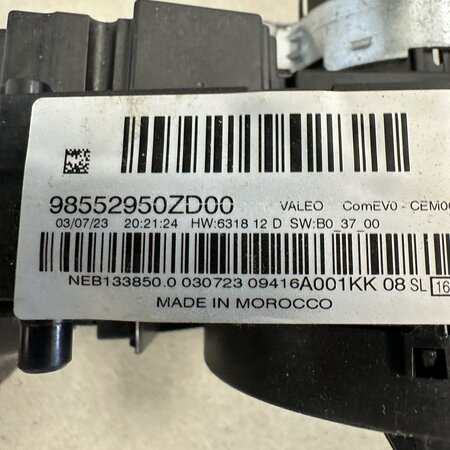 98552950ZD00 VALEO ComEV0 - CEM00
03/07/23 20:21:24 HW:6318 12 D SW:B0_37_00
NEB133850.0 030723 09416A001KK 08 SL 16
MADE IN MOROCCO